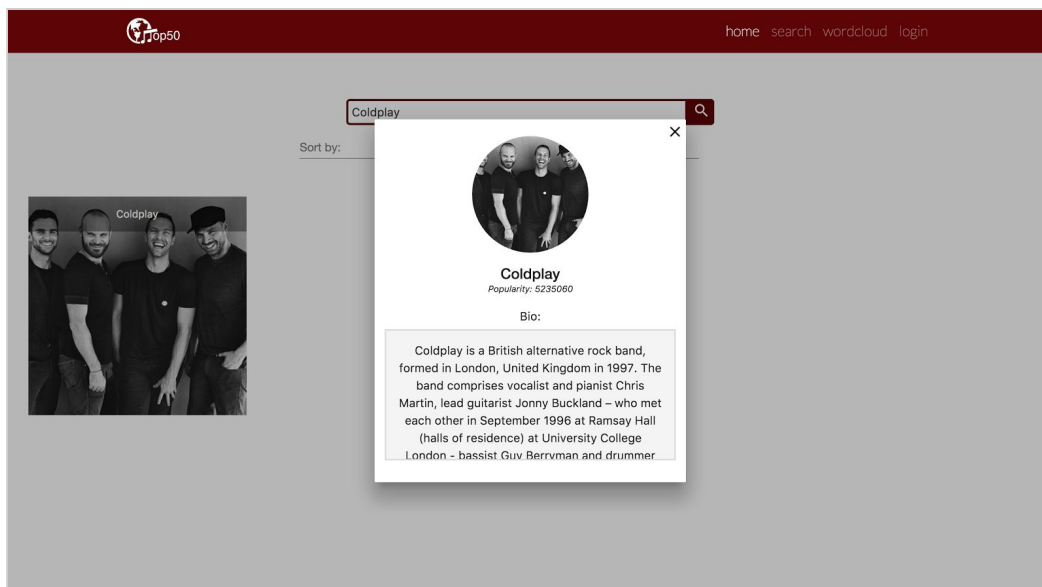 Top50
home search wordcloud login
Coldplay
Sort by:
Coldplay
Coldplay
Popularity: 5235060
Bio:
Coldplay is a British alternative rock band,
formed in London, United Kingdom in 1997. The
band comprises vocalist and pianist Chris
Martin, lead guitarist Jonny Buckland – who met
each other in September 1996 at Ramsay Hall
(halls of residence) at University College
London - bassist Guy Berryman and drummer